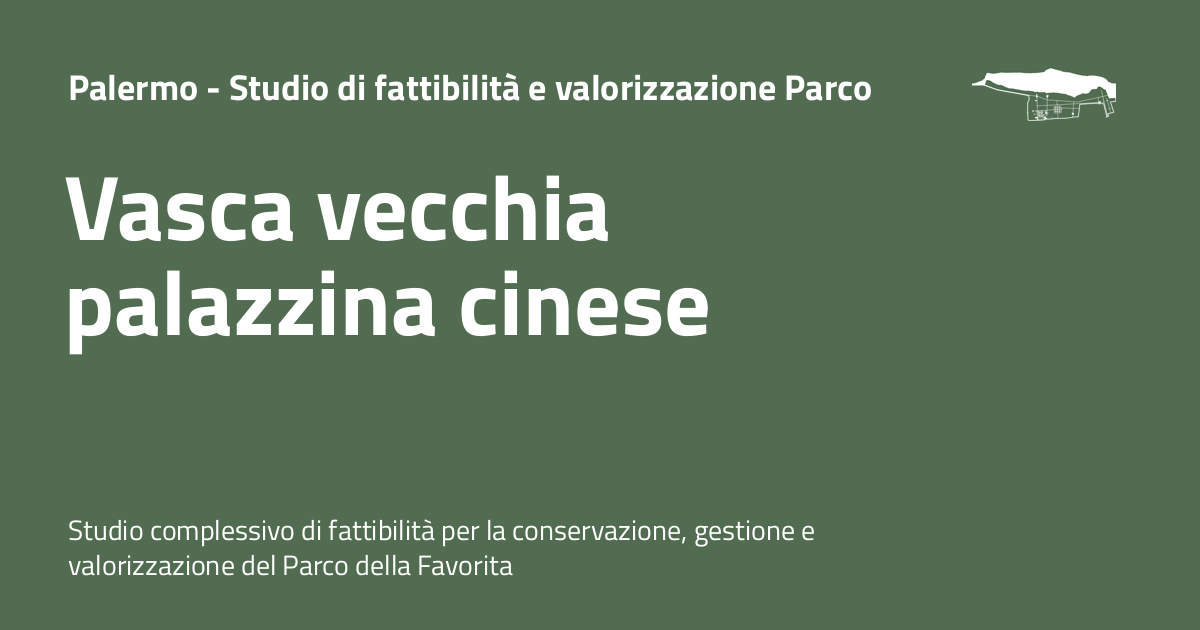 Palermo - Studio di fattibilità e valorizzazione Parco
Vasca vecchia
palazzina cinese
Studio complessivo di fattibilità per la conservazione, gestione e
valorizzazione del Parco della Favorita